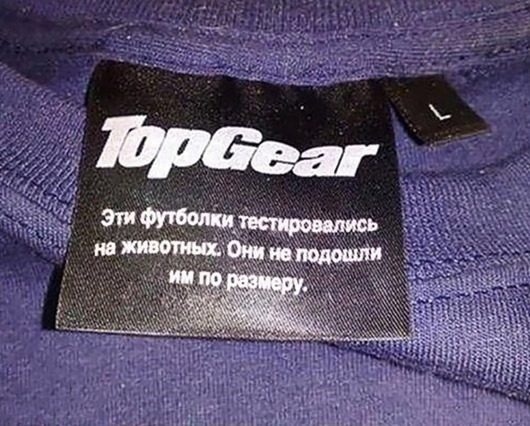 TopGear
L
Эти футболки тестировались
на животных. Они не подошли
им по размеру.